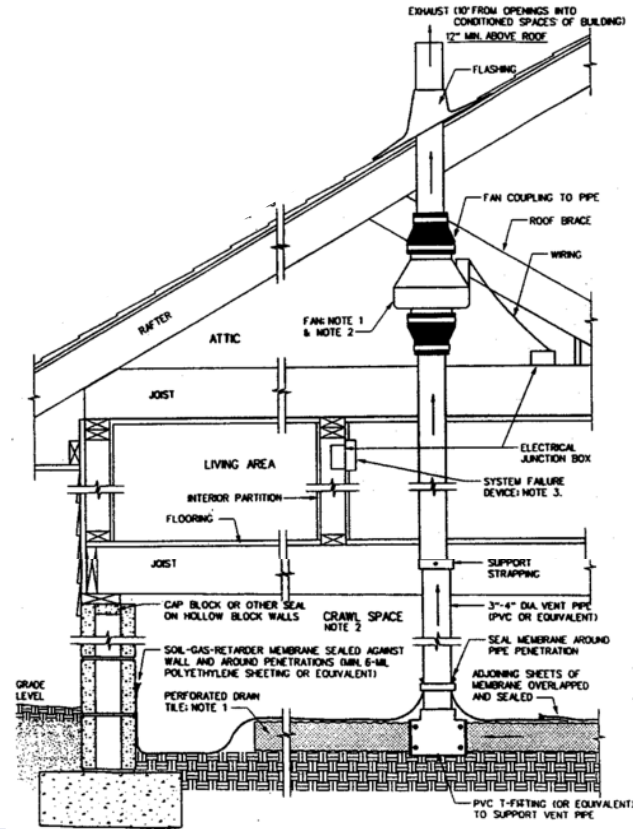 EXHAUST (10' FROM OPENINGS INTO
CONDITIONED SPACES OF BUILDING)
12" MIN. ABOVE ROOF
FLASHING
FAN COUPLING TO PIPE
ROOF BRACE
WIRING
RAFTER
FAN: NOTE 1
& NOTE 2
ATTIC
JOIST
ELECTRICAL
JUNCTION BOX
LIVING AREA
SYSTEM FAILURE
DEVICE: NOTE 3.
INTERIOR PARTITION
FLOORING
JOIST
SUPPORT
STRAPPING
CAP BLOCK OR OTHER SEAL
ON HOLLOW BLOCK WALLS
CRAWL SPACE
NOTE 2
3"-4" DIA. VENT PIPE
(PVC OR EQUIVALENT)
SOIL-GAS-RETARDER MEMBRANE SEALED AGAINST
WALL AND AROUND PENETRATIONS (MIN. 6-MIL
POLYETHYLENE SHEETING OR EQUIVALENT)
SEAL MEMBRANE AROUND
PIPE PENETRATION
GRADE
LEVEL
PERFORATED DRAIN
TILE: NOTE 1
ADJOINING SHEETS OF
MEMBRANE OVERLAPPED
AND SEALED
PVC T-FITTING (OR EQUIVALENT)
TO SUPPORT VENT PIPE